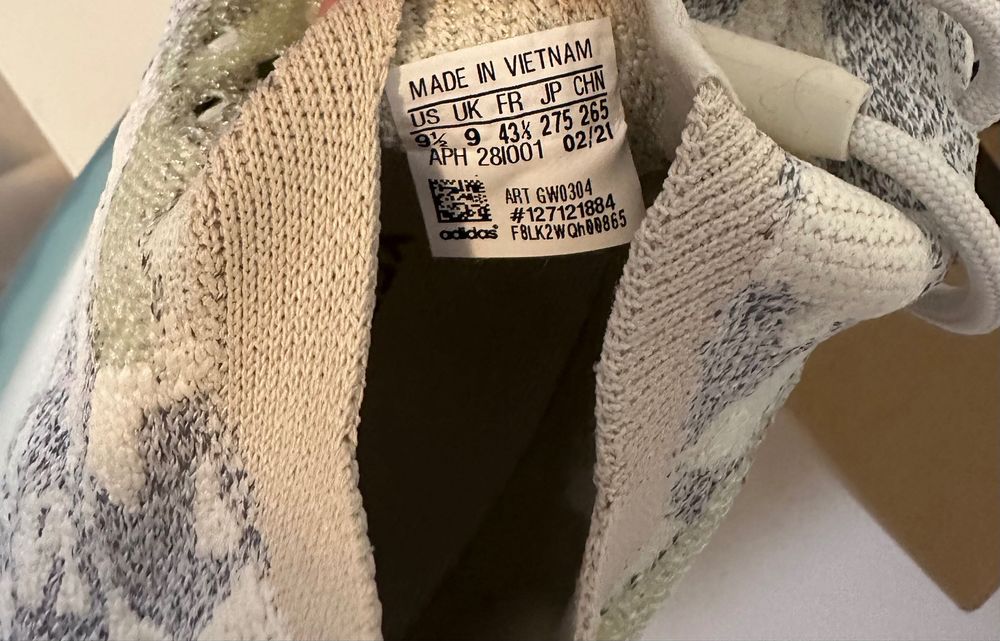 MADE IN VIETNAM
US UK FR JP CHN
9½ 9 43⅓ 275 265
APH 281001 02/21
ART GW0304
#127121884
adidas F8LK2WQh00865